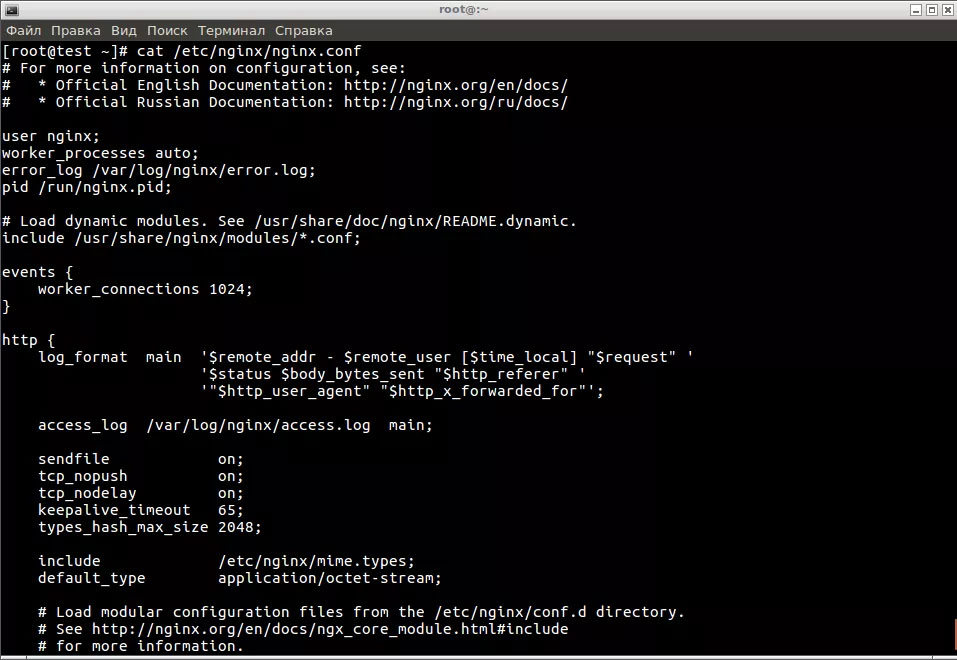 root@:~
Файл Правка Вид Поиск Терминал Справка
[root@test ~]# cat /etc/nginx/nginx.conf
# For more information on configuration, see:
#   * Official English Documentation: http://nginx.org/en/docs/
#   * Official Russian Documentation: http://nginx.org/ru/docs/

user nginx;
worker_processes auto;
error_log /var/log/nginx/error.log;
pid /run/nginx.pid;

# Load dynamic modules. See /usr/share/doc/nginx/README.dynamic.
include /usr/share/nginx/modules/*.conf;

events {
    worker_connections 1024;
}

http {
    log_format  main  '$remote_addr - $remote_user [$time_local] "$request" '
                      '$status $body_bytes_sent "$http_referer" '
                      '"$http_user_agent" "$http_x_forwarded_for"';

    access_log  /var/log/nginx/access.log  main;

    sendfile            on;
    tcp_nopush          on;
    tcp_nodelay         on;
    keepalive_timeout   65;
    types_hash_max_size 2048;

    include             /etc/nginx/mime.types;
    default_type        application/octet-stream;

    # Load modular configuration files from the /etc/nginx/conf.d directory.
    # See http://nginx.org/en/docs/ngx_core_module.html#include
    # for more information.